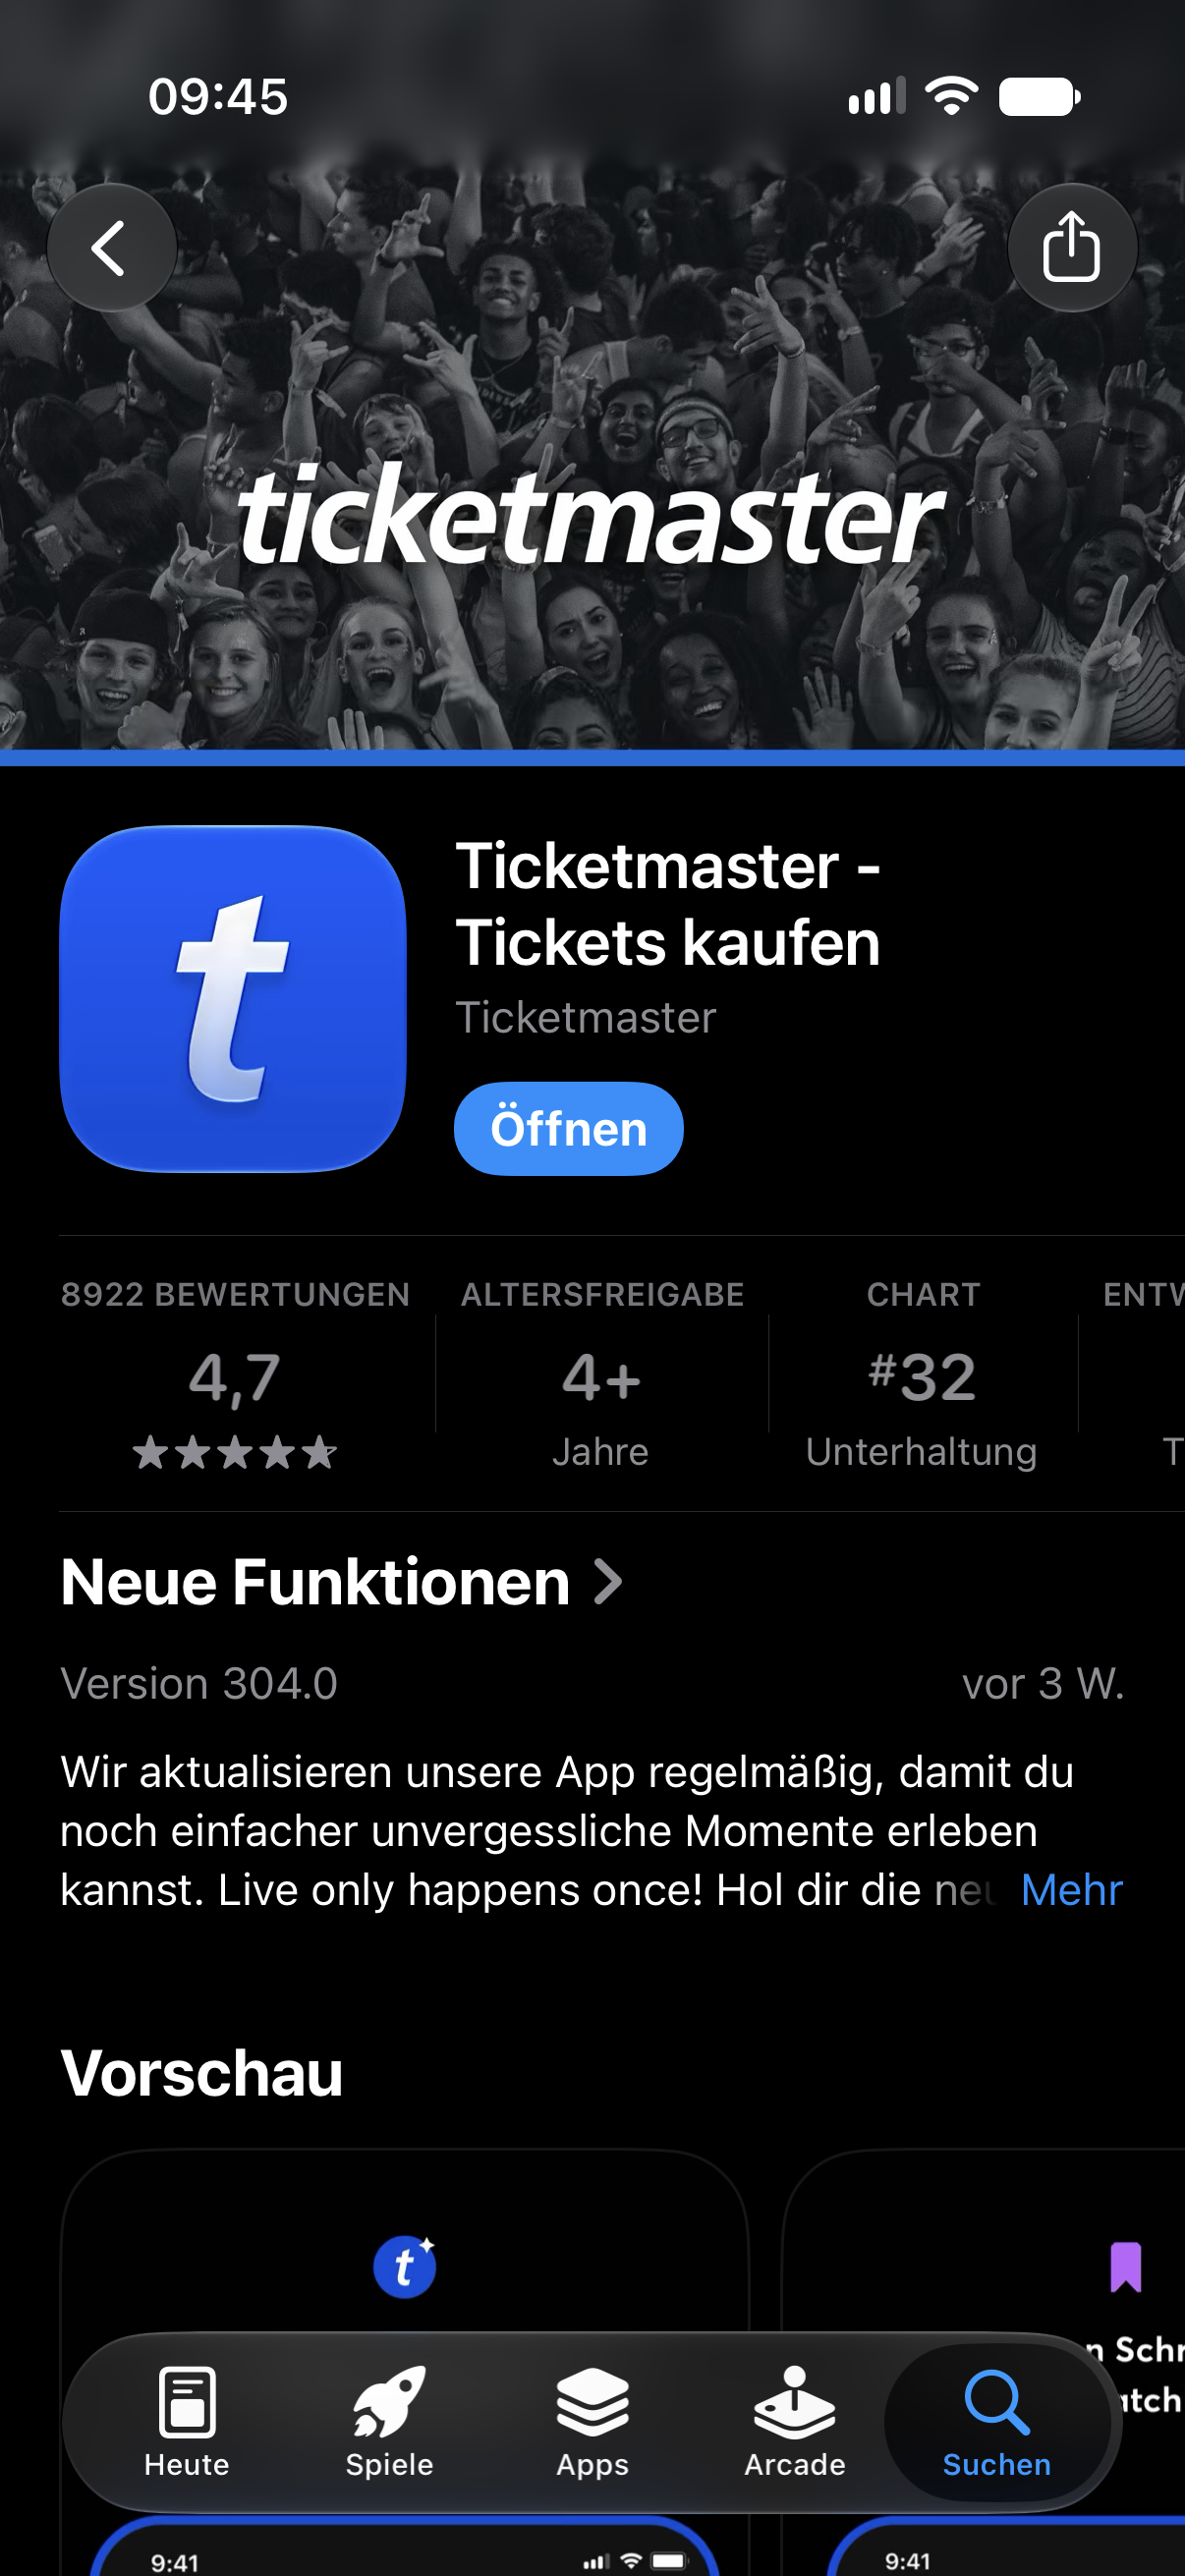 09:45
ticketmaster
t
Ticketmaster -
Tickets kaufen
Ticketmaster
Öffnen
8922 BEWERTUNGEN
4,7
ALTERSFREIGABE
4+
Jahre
CHART
#32
Unterhaltung
Neue Funktionen
Version 304.0
vor 3 W.
Wir aktualisieren unsere App regelmäßig, damit du
noch einfacher unvergessliche Momente erleben
kannst. Live only happens once! Hol dir die
Mehr
Vorschau
t
Heute
Spiele
Apps
Arcade
Suchen
9:41
9:41